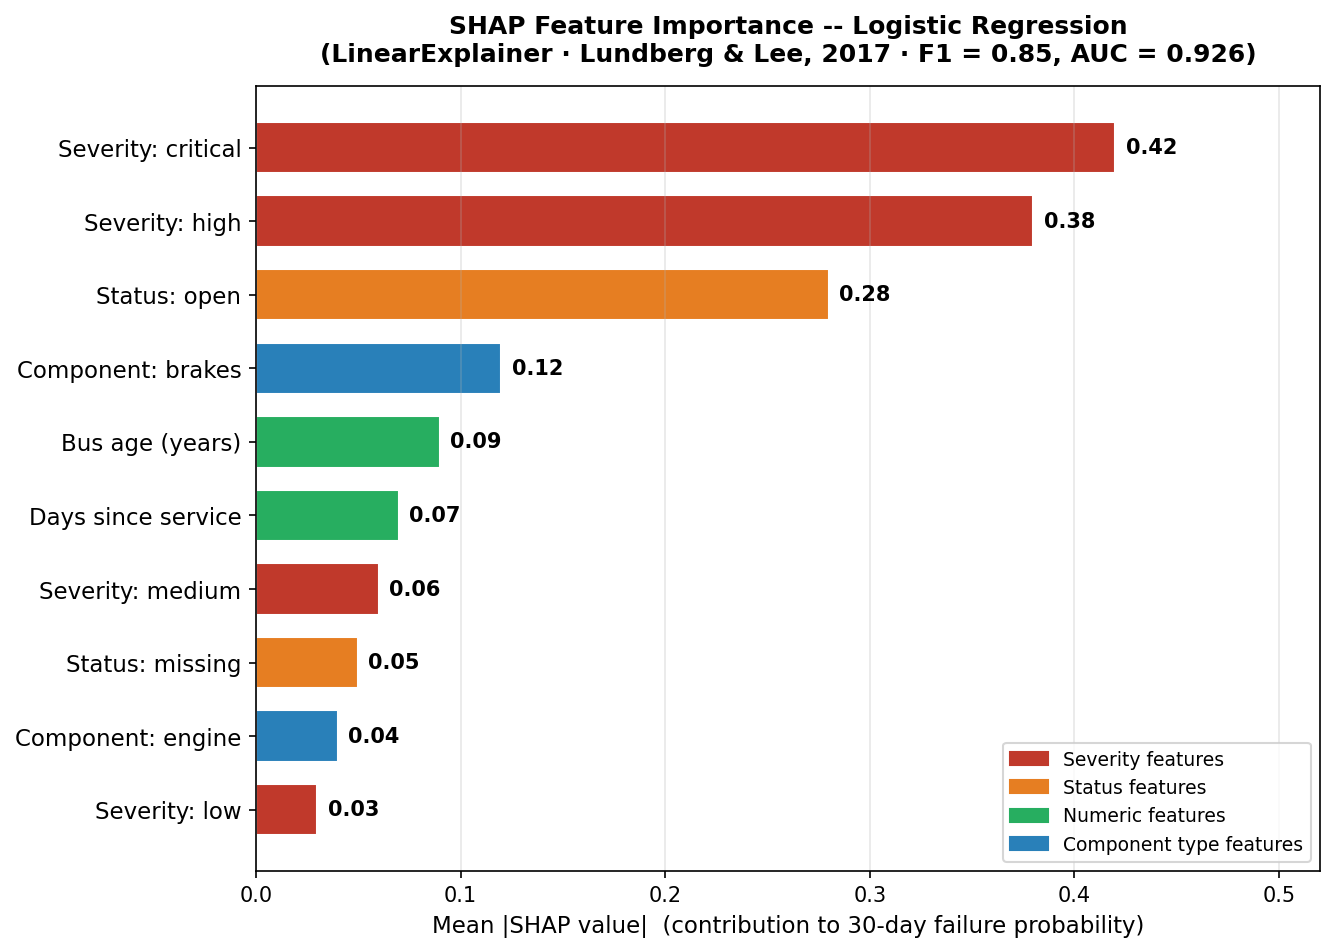 SHAP Feature Importance -- Logistic Regression
(LinearExplainer · Lundberg & Lee, 2017 · F1 = 0.85, AUC = 0.926)
Severity: critical 0.42
Severity: high 0.38
Status: open 0.28
Component: brakes 0.12
Bus age (years) 0.09
Days since service 0.07
Severity: medium 0.06
Status: missing 0.05
Component: engine 0.04
Severity: low 0.03
Severity features
Status features
Numeric features
Component type features
0.0 0.1 0.2 0.3 0.4 0.5
Mean |SHAP value|  (contribution to 30-day failure probability)